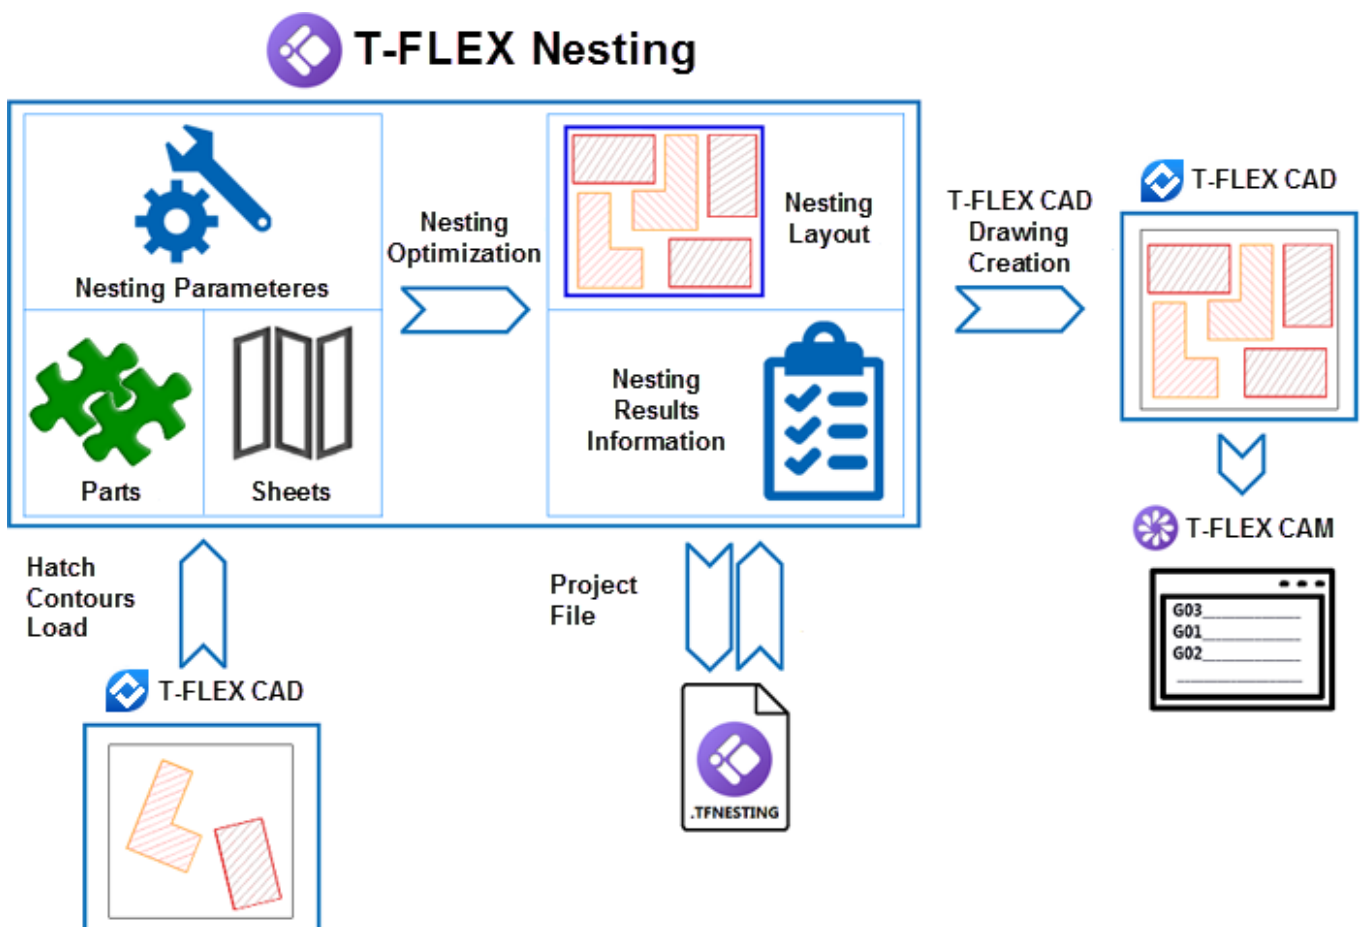 T-FLEX Nesting
Nesting Parameteres
Parts
Sheets
Nesting
Optimization
Nesting
Layout
Nesting
Results
Information
T-FLEX CAD
Drawing
Creation
T-FLEX CAD
T-FLEX CAM
G03
G01
G02
Hatch
Contours
Load
T-FLEX CAD
Project
File
.TFNESTING